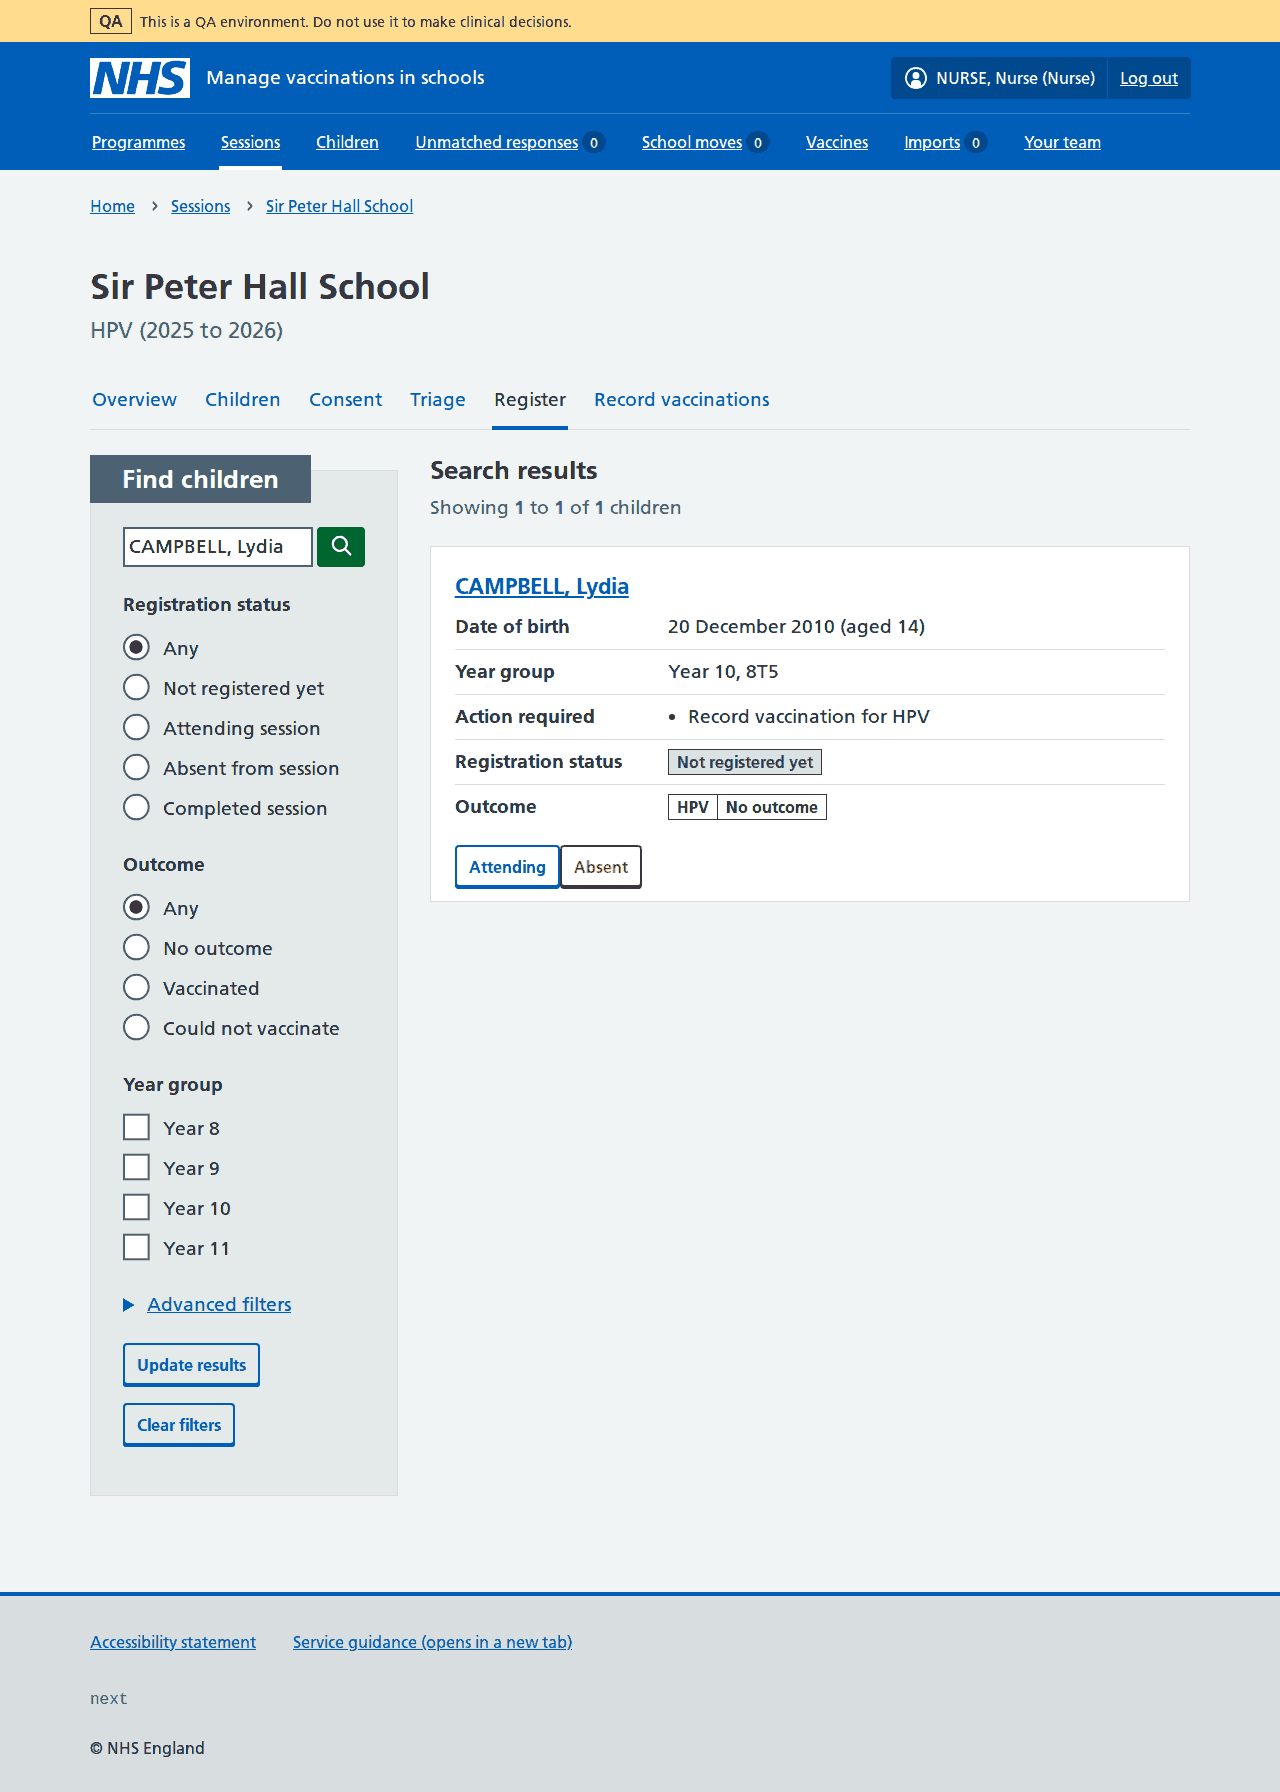 QA This is a QA environment. Do not use it to make clinical decisions.
NHS Manage vaccinations in schools NURSE, Nurse (Nurse) Log out
Programmes Sessions Children Unmatched responses 0 School moves 0 Vaccines Imports 0 Your team
Home Sessions Sir Peter Hall School
Sir Peter Hall School
HPV (2025 to 2026)
Overview Children Consent Triage Register Record vaccinations
Find children
CAMPBELL, Lydia
Registration status
Any
Not registered yet
Attending session
Absent from session
Completed session
Outcome
Any
No outcome
Vaccinated
Could not vaccinate
Year group
Year 8
Year 9
Year 10
Year 11
Advanced filters
Update results
Clear filters
Search results
Showing 1 to 1 of 1 children
CAMPBELL, Lydia
Date of birth 20 December 2010 (aged 14)
Year group Year 10, 8T5
Action required • Record vaccination for HPV
Registration status Not registered yet
Outcome HPV No outcome
Attending Absent
Accessibility statement Service guidance (opens in a new tab)
next
© NHS England